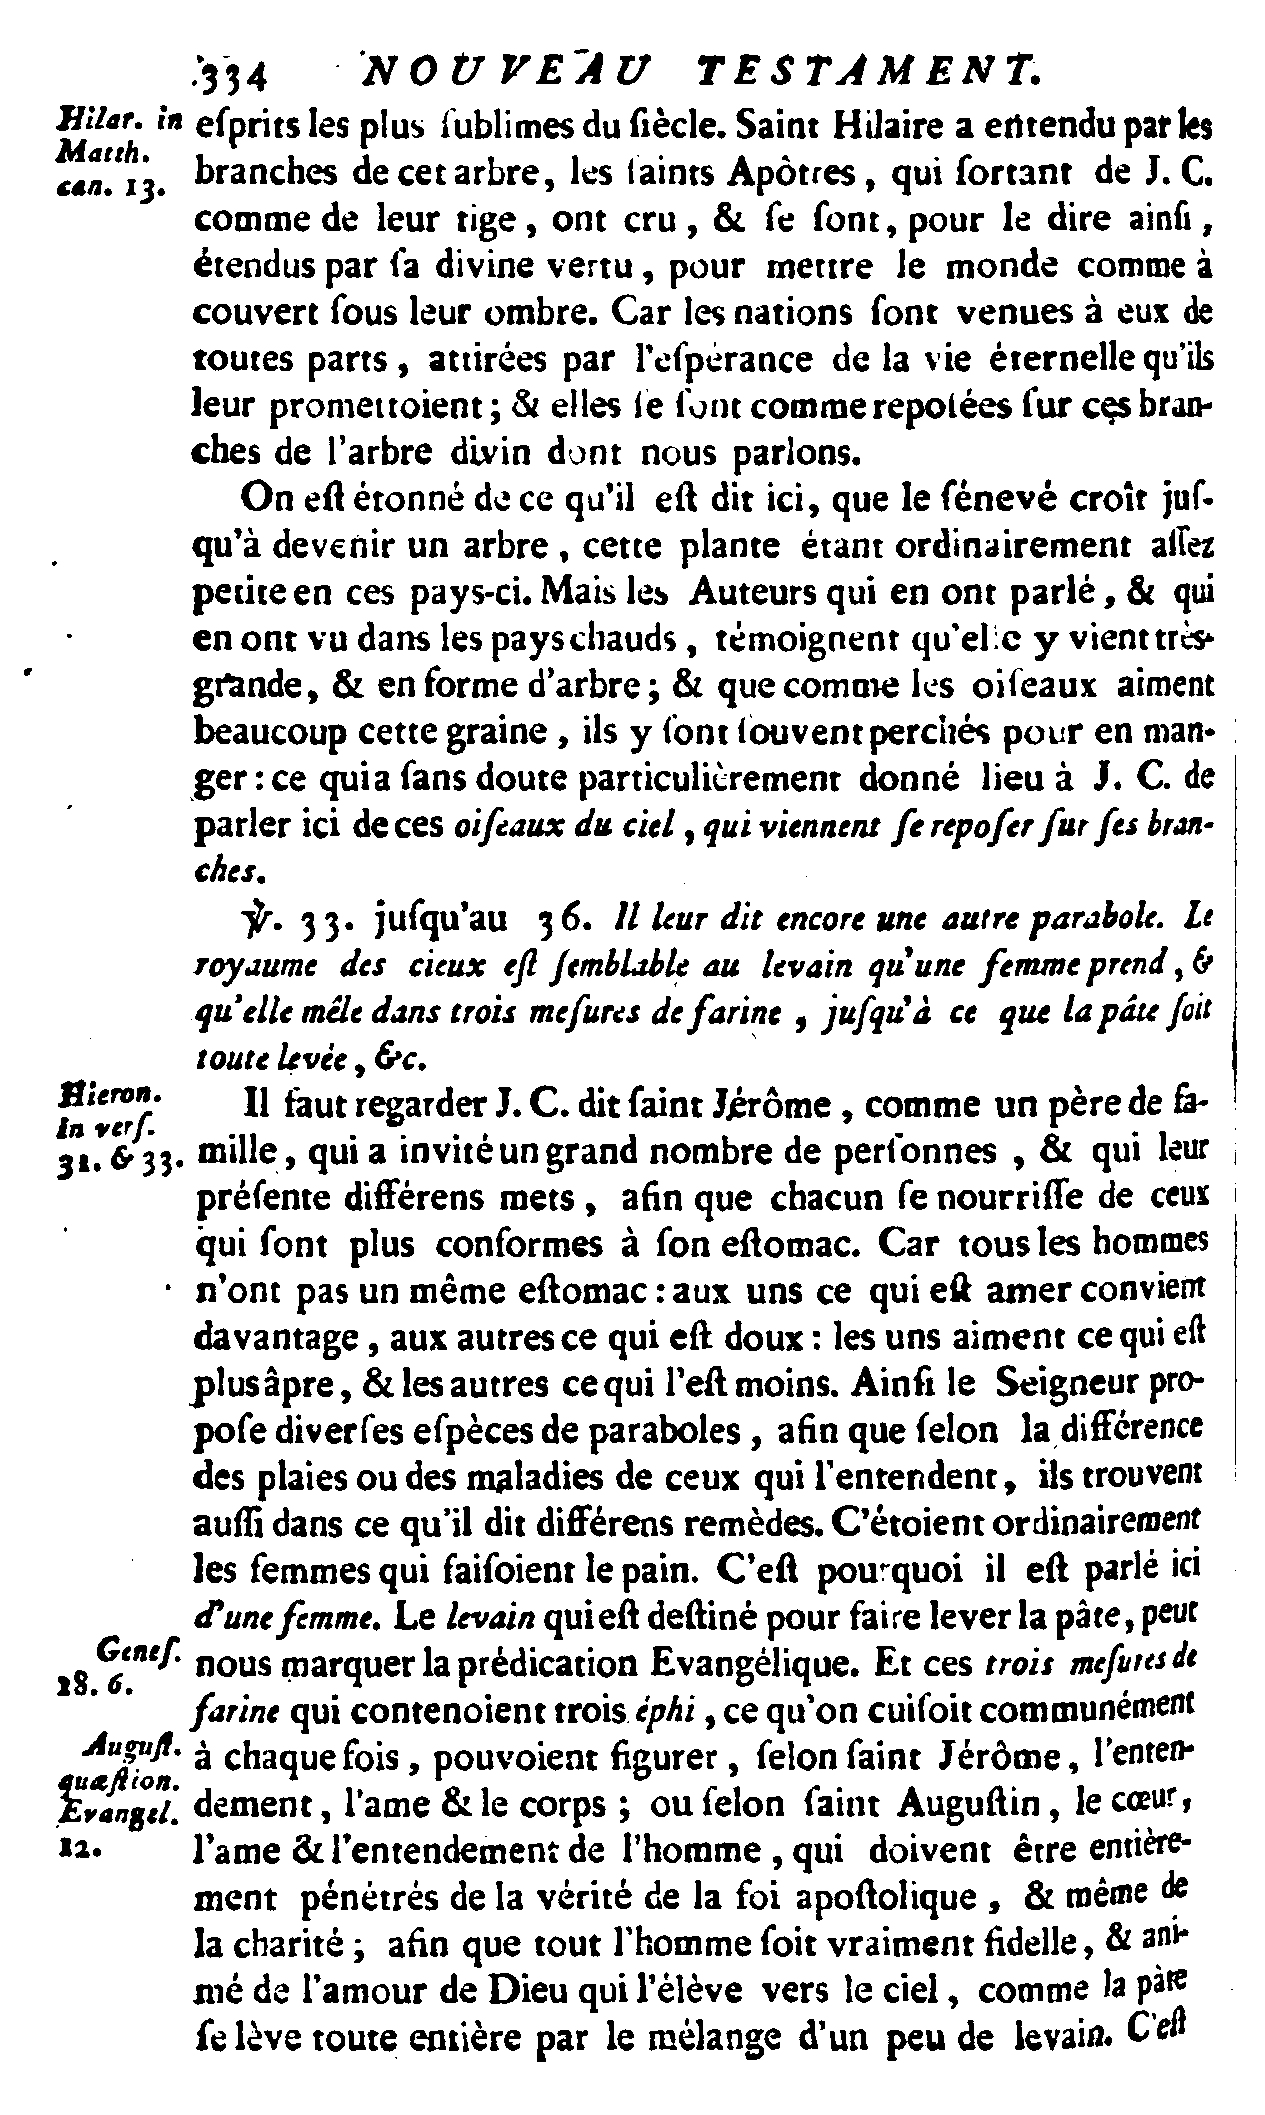 334 NOUVEAU TESTAMENT.
Hilar. in
Matth.
can. 13.
eſprits les plus ſublimes du ſiècle. Saint Hilaire a entendu par les
branches de cet arbre, les ſaints Apôtres, qui ſortant de J. C.
comme de leur tige, ont cru, & ſe ſont, pour le dire ainſi,
étendus par ſa divine vertu, pour mettre le monde comme à
couvert ſous leur ombre. Car les nations ſont venues à eux de
toutes parts, attirées par l'eſpérance de la vie éternelle qu'ils
leur promettoient; & elles ſe ſont comme repoſées ſur ces bran-
ches de l'arbre divin dont nous parlons.
On eſt étonné de ce qu'il eſt dit ici, que le ſénevé croît juſ-
qu'à devenir un arbre, cette plante étant ordinairement aſſez
petite en ces pays-ci. Mais les Auteurs qui en ont parlé, & qui
en ont vu dans les pays chauds, témoignent qu'elle y vient très-
grande, & en forme d'arbre; & que comme les oiſeaux aiment
beaucoup cette graine, ils y ſont ſouvent perchés pour en man-
ger: ce qui a ſans doute particulièrement donné lieu à J. C. de
parler ici de ces oiſeaux du ciel, qui viennent ſe repoſer ſur ſes bran-
ches.
℣. 33. juſqu'au 36. Il leur dit encore une autre parabole. Le
royaume des cieux eſt ſemblable au levain qu'une femme prend, &
qu'elle mêle dans trois meſures de farine, juſqu'à ce que la pâte ſoit
toute levée, &c.
Hieron.
in verſ.
31. & 33.
Il faut regarder J. C. dit ſaint Jérôme, comme un père de fa-
mille, qui a invité un grand nombre de perſonnes, & qui leur
préſente différens mets, afin que chacun ſe nourriſſe de ceux
qui ſont plus conformes à ſon eſtomac. Car tous les hommes
n'ont pas un même eſtomac: aux uns ce qui eſt amer convient
davantage, aux autres ce qui eſt doux: les uns aiment ce qui eſt
plus âpre, & les autres ce qui l'eſt moins. Ainſi le Seigneur pro-
poſe diverſes eſpèces de paraboles, afin que ſelon la différence
des plaies ou des maladies de ceux qui l'entendent, ils trouvent
auſſi dans ce qu'il dit différens remèdes. C'étoient ordinairement
les femmes qui faiſoient le pain. C'eſt pourquoi il eſt parlé ici
d'une femme. Le levain qui eſt deſtiné pour faire lever la pâte, peut
Geneſ.
18. 6.
nous marquer la prédication Evangélique. Et ces trois meſures de
farine qui contenoient trois éphi, ce qu'on cuiſoit communément
Auguſt.
quæſtion.
Evangel.
12.
à chaque fois, pouvoient figurer, ſelon ſaint Jérôme, l'enten-
dement, l'ame & le corps; ou ſelon ſaint Auguſtin, le cœur,
l'ame & l'entendement de l'homme, qui doivent être entière-
ment pénétrés de la vérité de la foi apoſtolique, & même de
la charité; afin que tout l'homme ſoit vraiment fidelle, & ani-
mé de l'amour de Dieu qui l'élève vers le ciel, comme la pâte
ſe lève toute entière par le mélange d'un peu de levain. C'eſt